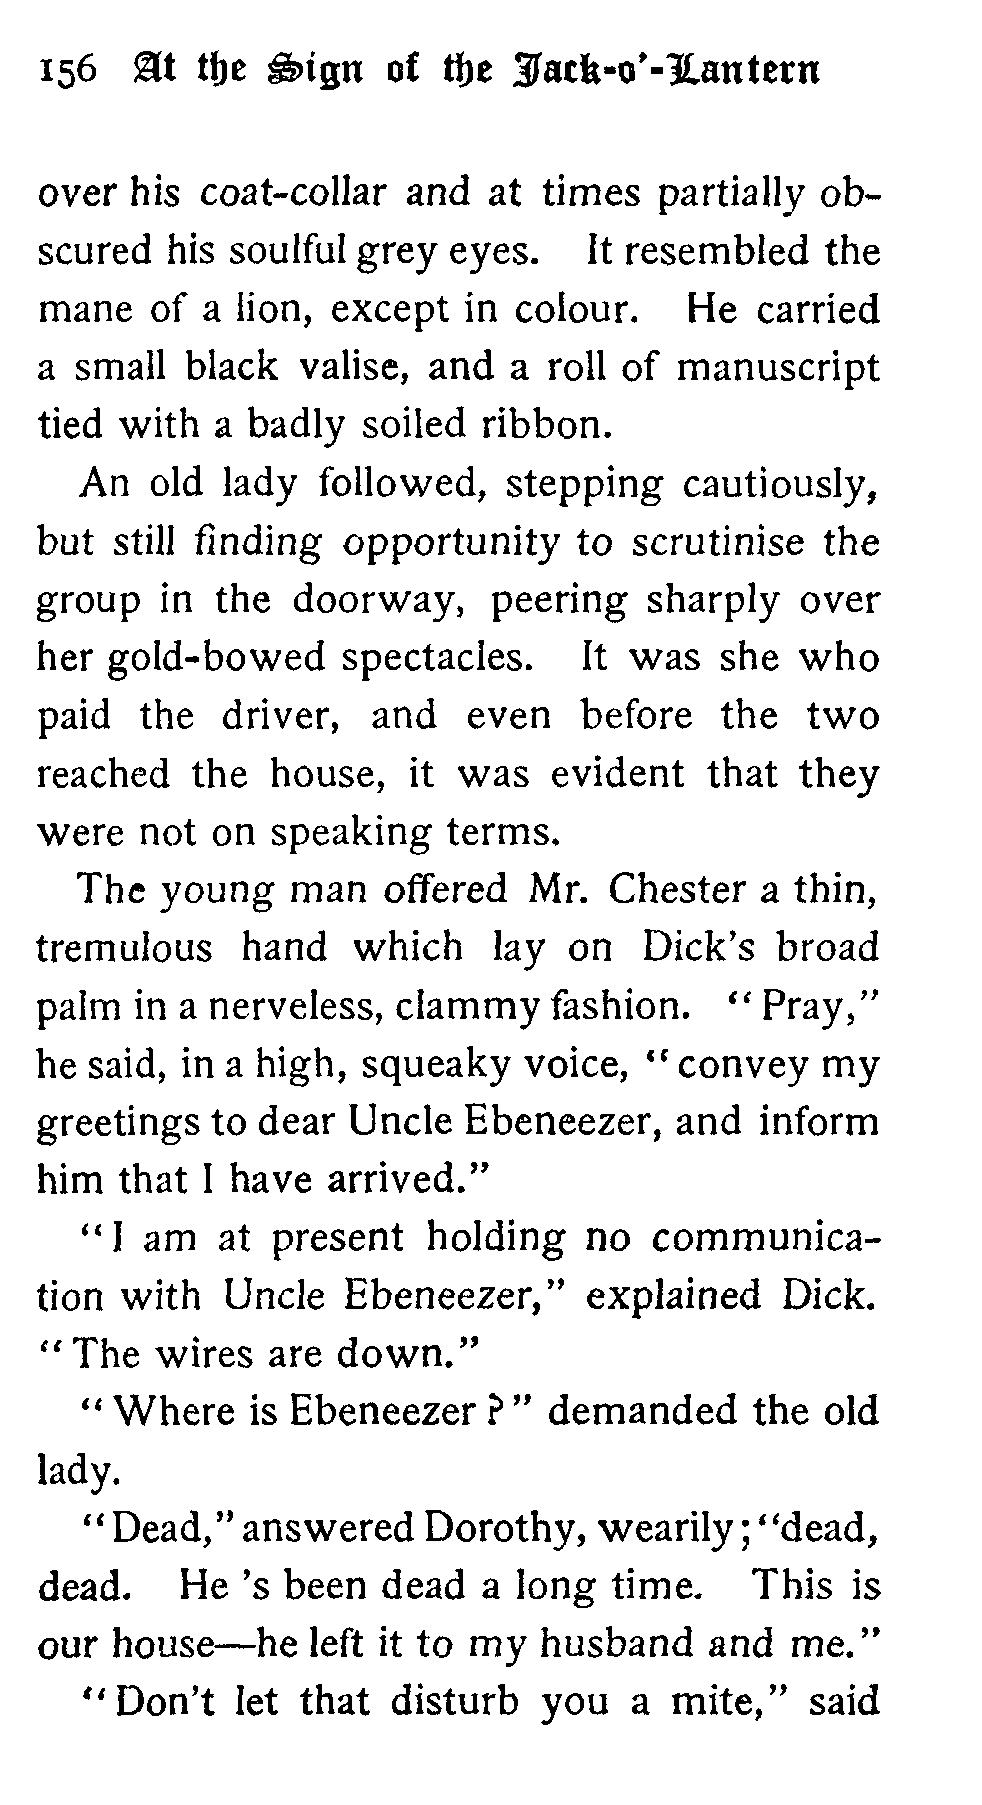 156 At the Sign of the Jack-o'-Lantern
over his coat-collar and at times partially ob-
scured his soulful grey eyes. It resembled the
mane of a lion, except in colour. He carried
a small black valise, and a roll of manuscript
tied with a badly soiled ribbon.
An old lady followed, stepping cautiously,
but still finding opportunity to scrutinise the
group in the doorway, peering sharply over
her gold-bowed spectacles. It was she who
paid the driver, and even before the two
reached the house, it was evident that they
were not on speaking terms.
The young man offered Mr. Chester a thin,
tremulous hand which lay on Dick's broad
palm in a nerveless, clammy fashion. “Pray,”
he said, in a high, squeaky voice, “convey my
greetings to dear Uncle Ebeneezer, and inform
him that I have arrived.”
“I am at present holding no communica-
tion with Uncle Ebeneezer,” explained Dick.
“The wires are down.”
“Where is Ebeneezer?” demanded the old
lady.
“Dead,” answered Dorothy, wearily; “dead,
dead. He 's been dead a long time. This is
our house—he left it to my husband and me.”
“Don't let that disturb you a mite,” said